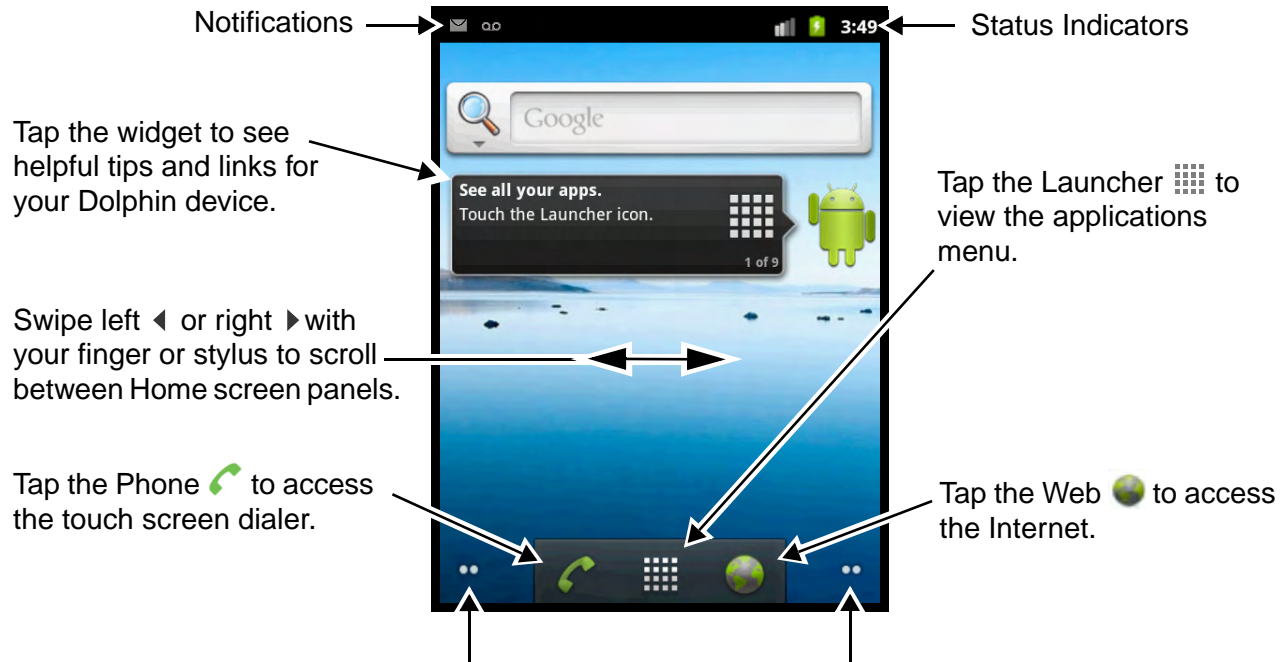 Notifications
Status Indicators
3:49
Google
Tap the widget to see
helpful tips and links for
your Dolphin device.
See all your apps.
Touch the Launcher icon.
1 of 9
Tap the Launcher to
view the applications
menu.
Swipe left or right with
your finger or stylus to scroll
between Home screen panels.
Tap the Phone to access
the touch screen dialer.
Tap the Web to access
the Internet.